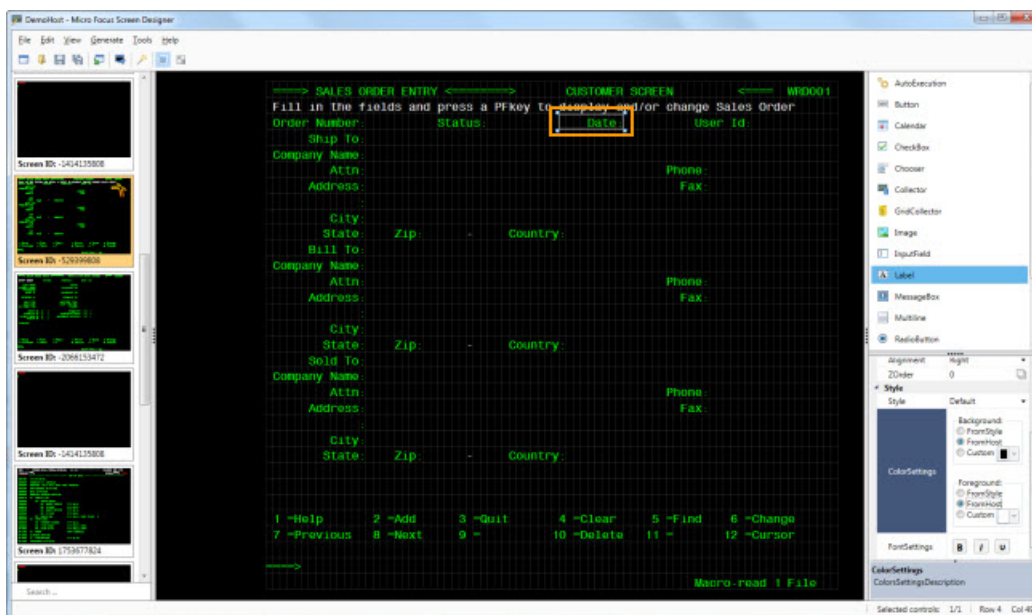 DemoHost - Micro Focus Screen Designer
File Edit View Generate Tools Help
Screen ID: -1414135808
Screen ID: -529399808
Screen ID: -2066153472
Screen ID: -1414135808
Screen ID: 1753677824
Search ...
====> SALES ORDER ENTRY <========> CUSTOMER SCREEN <==== WRD001
Fill in the fields and press a PFkey to display and/or change Sales Order
Order Number: Status: Date: User Id:
Ship To:
Company Name:
Attn: Phone:
Address: Fax:
:
City:
State: Zip: - Country:
Bill To:
Company Name:
Attn: Phone:
Address: Fax:
:
City:
State: Zip: - Country:
Sold To:
Company Name:
Attn: Phone:
Address: Fax:
:
City:
State: Zip: - Country:
1 =Help 2 =Add 3 =Quit 4 =Clear 5 =Find 6 =Change
7 =Previous 8 =Next 9 = 10 =Delete 11 = 12 =Cursor
====>
Macro-read 1 File
AutoExecution
Button
Calendar
CheckBox
Chooser
Collector
GridCollector
Image
InputField
Label
MessageBox
Multiline
RadioButton
Alignment Right
ZOrder 0
Style
Style Default
ColorSettings
Background:
FromStyle
FromHost
Custom
Foreground:
FromStyle
FromHost
Custom
FontSettings B I U
ColorSettings
ColorSettingsDescription
Selected controls: 1/1 Row 4